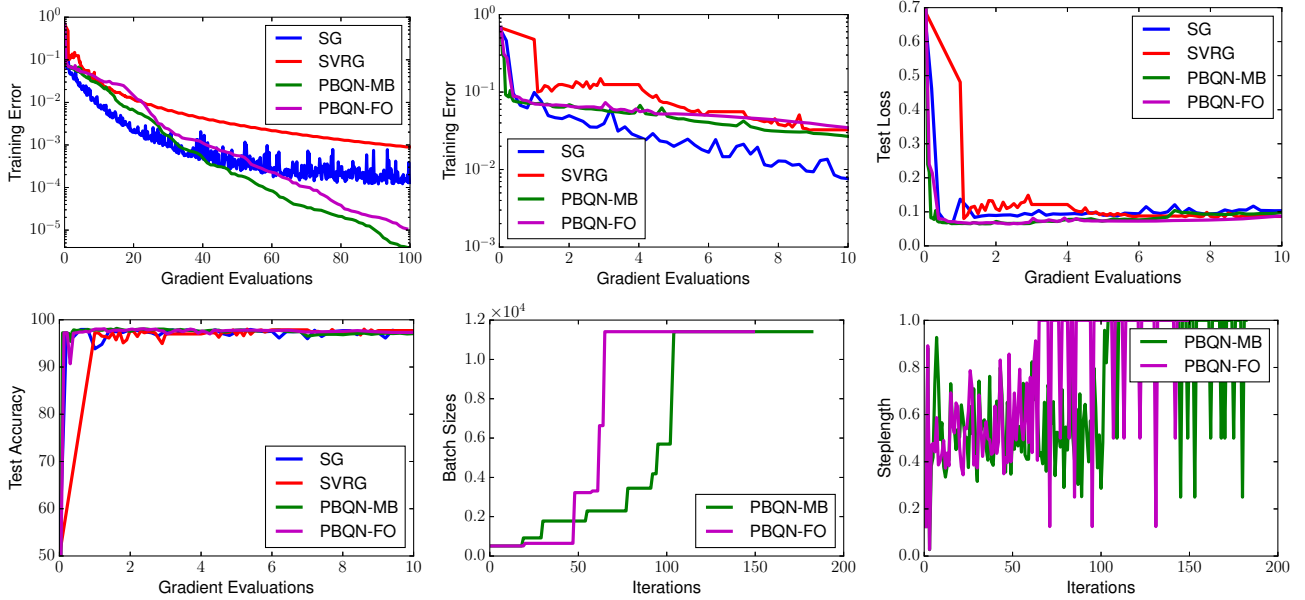 Training Error
10^0
10^-1
10^-2
10^-3
10^-4
10^-5
0 20 40 60 80 100
Gradient Evaluations
SG
SVRG
PBQN-MB
PBQN-FO
Training Error
10^0
10^-1
10^-2
10^-3
0 2 4 6 8 10
Gradient Evaluations
SG
SVRG
PBQN-MB
PBQN-FO
Test Loss
0.7
0.6
0.5
0.4
0.3
0.2
0.1
0.0
0 2 4 6 8 10
Gradient Evaluations
SG
SVRG
PBQN-MB
PBQN-FO
Test Accuracy
100
90
80
70
60
50
0 2 4 6 8 10
Gradient Evaluations
SG
SVRG
PBQN-MB
PBQN-FO
Batch Sizes
×10^4
1.2
1.0
0.8
0.6
0.4
0.2
0.0
0 50 100 150 200
Iterations
PBQN-MB
PBQN-FO
Steplength
1.0
0.8
0.6
0.4
0.2
0.0
0 50 100 150 200
Iterations
PBQN-MB
PBQN-FO